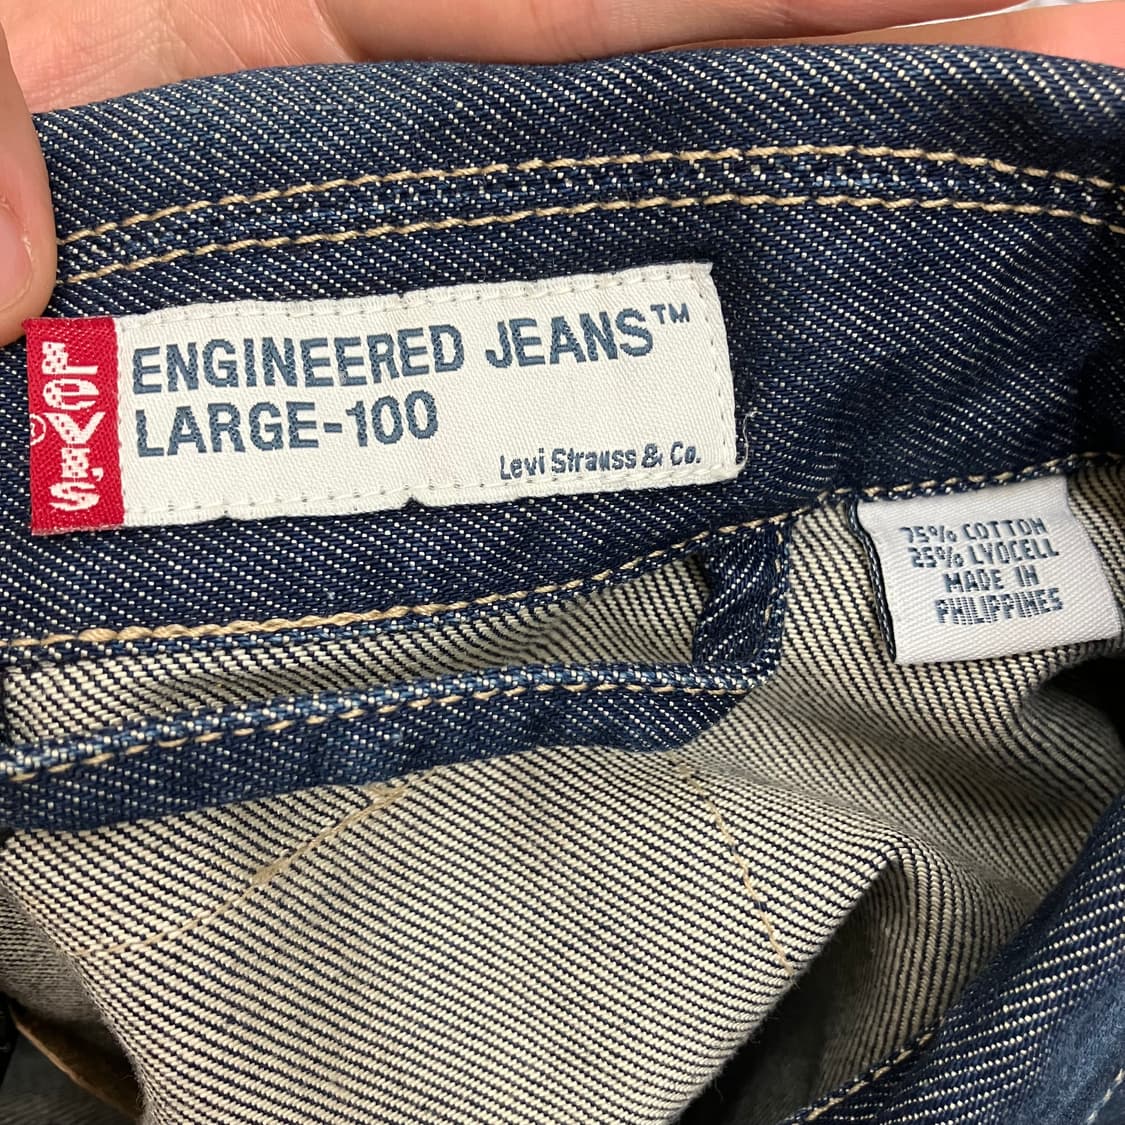 LEVI'S
®
ENGINEERED JEANS™
LARGE-100
Levi Strauss & Co.
75% COTTON
25% LYOCELL
MADE IN
PHILIPPINES